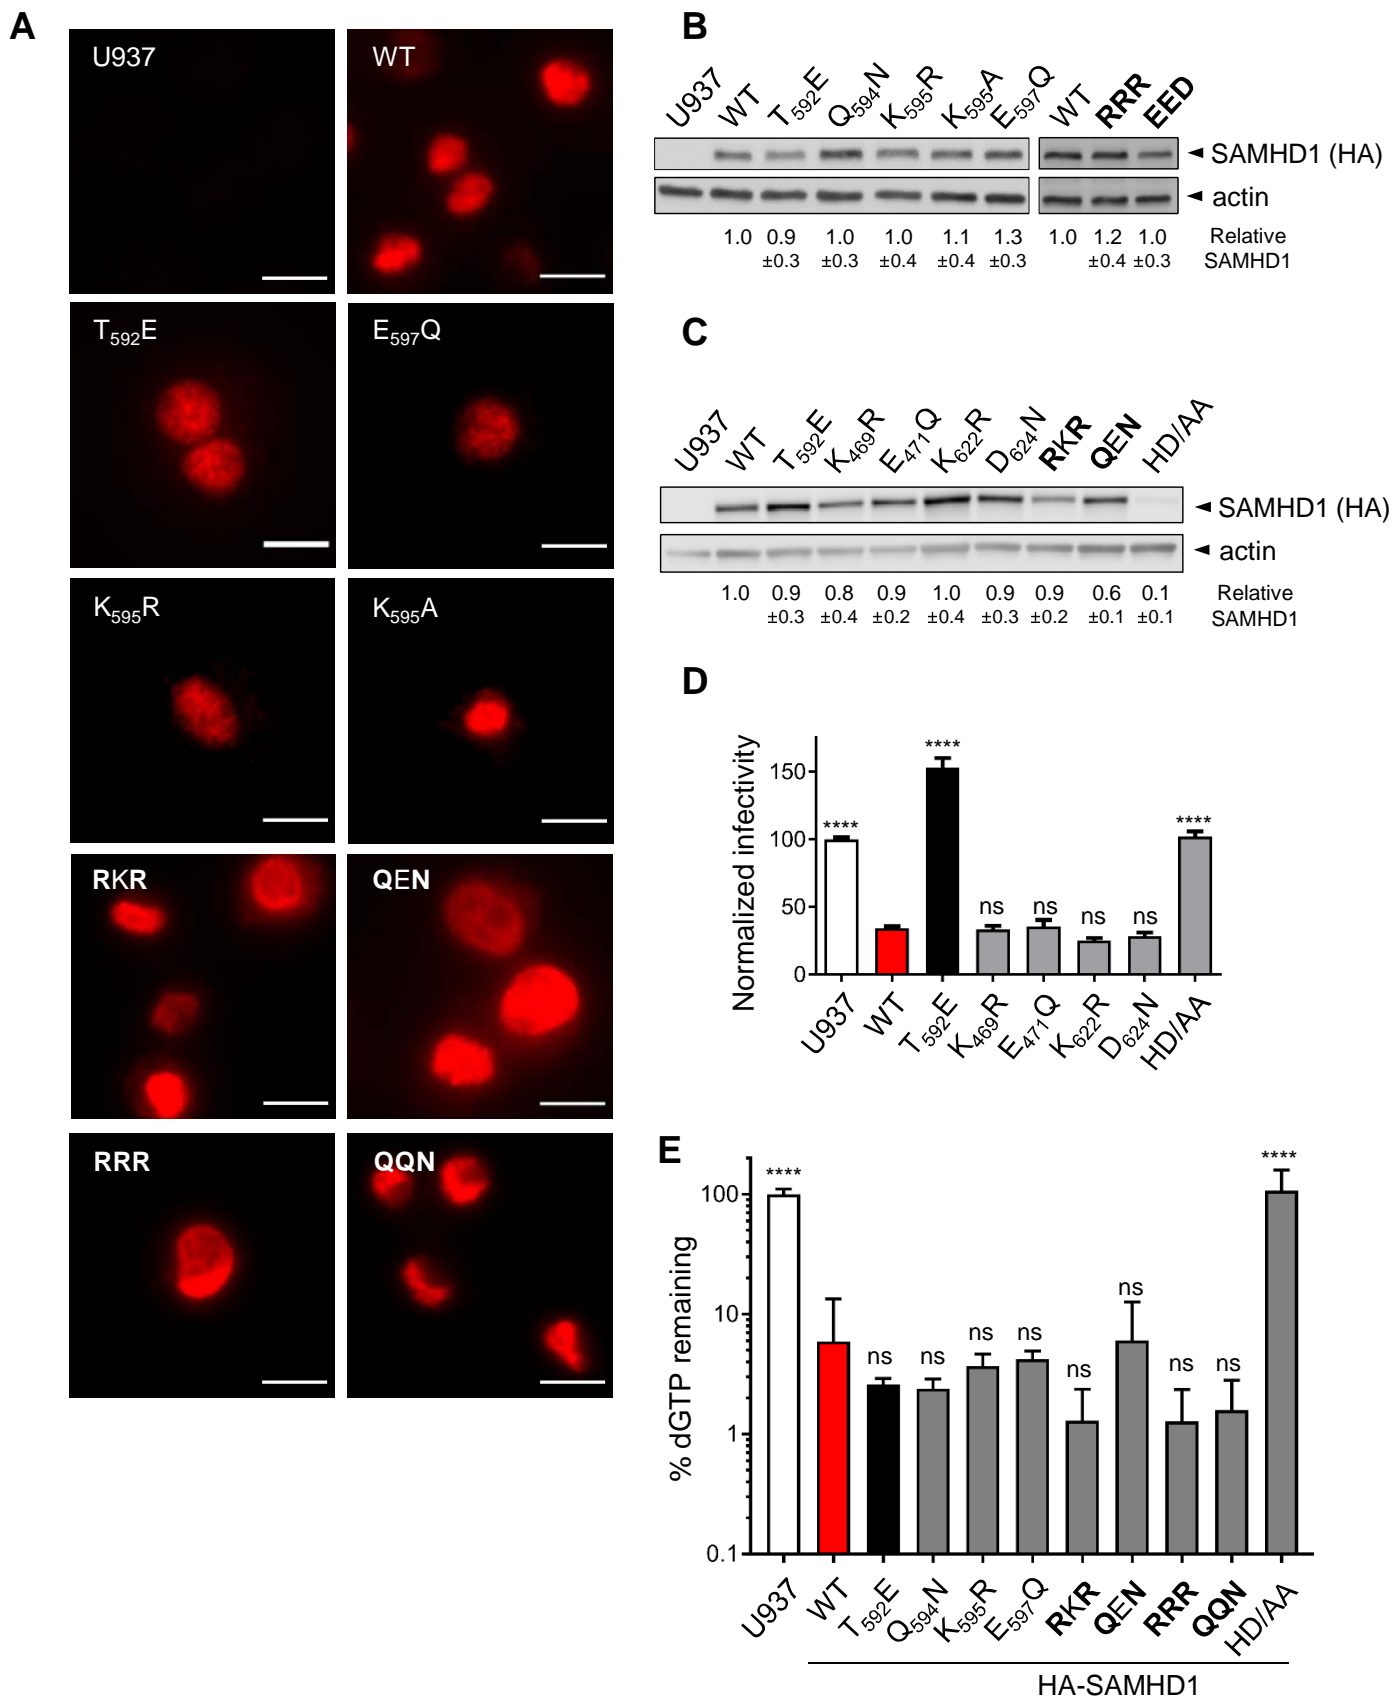 A
U937
WT
T592E
E597Q
K595R
K595A
RKR
QEN
RRR
QQN
B
U937 WT T592E Q594N K595R K595A E597Q WT RRR EED
SAMHD1 (HA)
actin
1.0 0.9 1.0 1.0 1.1 1.3 1.0 1.2 1.0 Relative
±0.3 ±0.3 ±0.4 ±0.4 ±0.3 ±0.4 ±0.3 SAMHD1
C
U937 WT T592E K469R E471Q K622R D624N RKR QEN HD/AA
SAMHD1 (HA)
actin
1.0 0.9 0.8 0.9 1.0 0.9 0.9 0.6 0.1 Relative
±0.3 ±0.4 ±0.2 ±0.4 ±0.3 ±0.2 ±0.1 ±0.1 SAMHD1
D
Normalized infectivity
150
100
50
0
**** **** ns ns ns ns ****
U937 WT T592E K469R E471Q K622R D624N HD/AA
E
% dGTP remaining
100
10
1
0.1
**** ns ns ns ns ns ns ns ns ****
U937 WT T592E Q594N K595R E597Q RKR QEN RRR QQN HD/AA
HA-SAMHD1